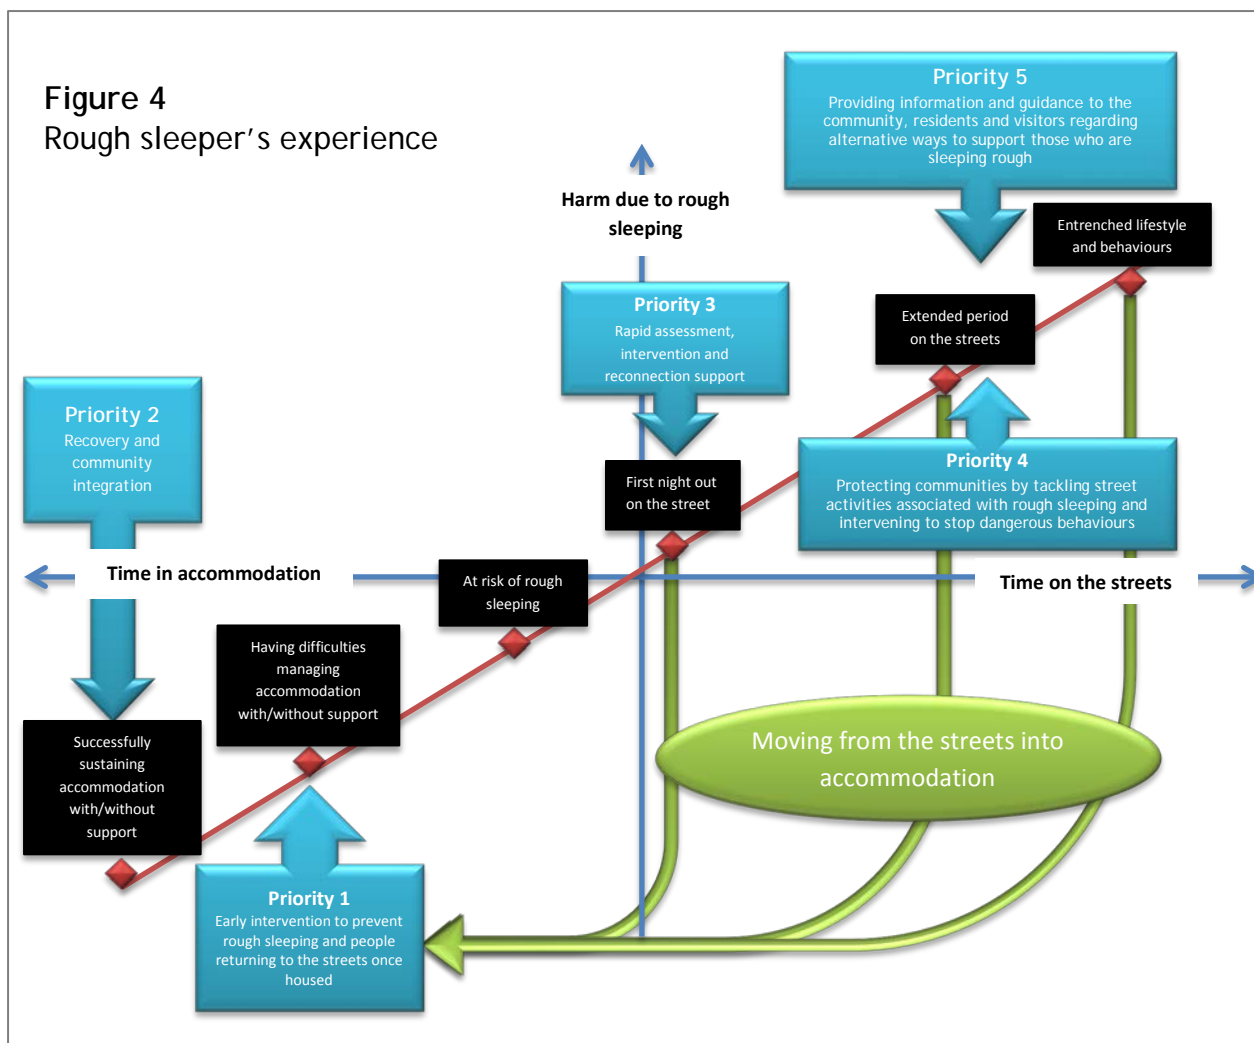 Figure 4
Rough sleeper's experience
Priority 5
Providing information and guidance to the
community, residents and visitors regarding
alternative ways to support those who are
sleeping rough
Harm due to rough
sleeping
Entrenched lifestyle
and behaviours
Priority 3
Rapid assessment,
intervention and
reconnection support
Extended period
on the streets
Priority 2
Recovery and
community
integration
First night out
on the street
Priority 4
Protecting communities by tackling street
activities associated with rough sleeping and
intervening to stop dangerous behaviours
Time in accommodation
At risk of rough
sleeping
Time on the streets
Having difficulties
managing
accommodation
with/without support
Successfully
sustaining
accommodation
with/without
support
Moving from the streets into
accommodation
Priority 1
Early intervention to prevent
rough sleeping and people
returning to the streets once
housed